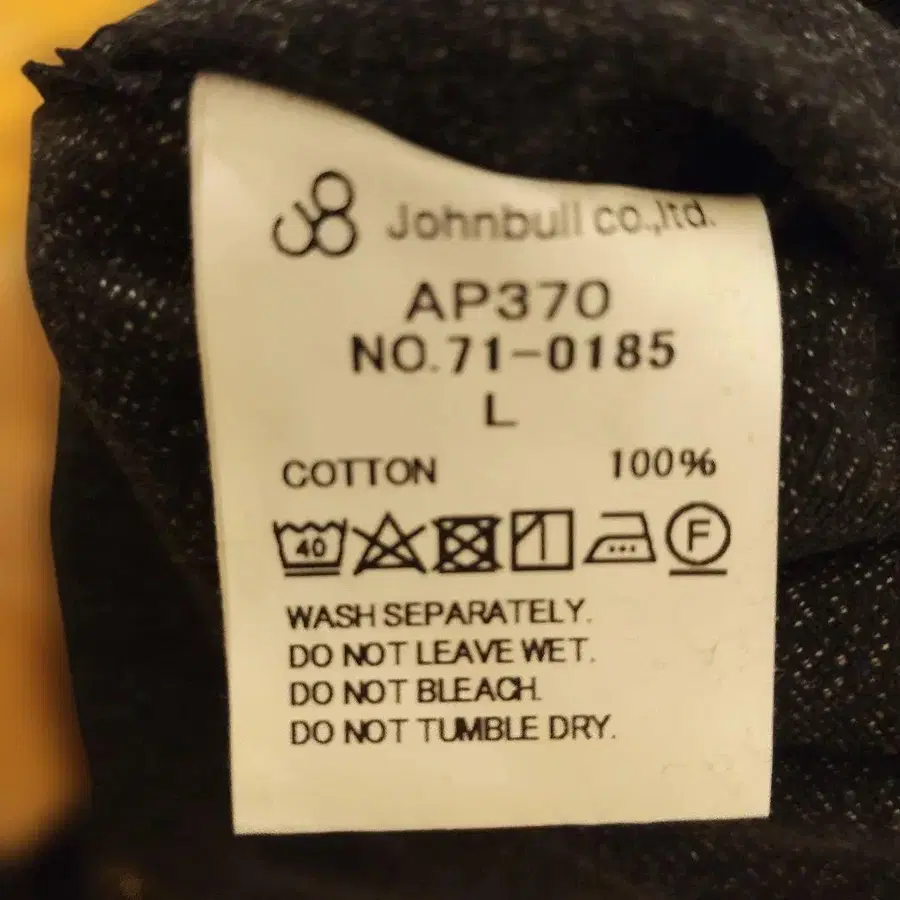 Johnbull co.,ltd.
AP370
NO.71-0185
L
COTTON 100%
40 F
WASH SEPARATELY.
DO NOT LEAVE WET.
DO NOT BLEACH.
DO NOT TUMBLE DRY.